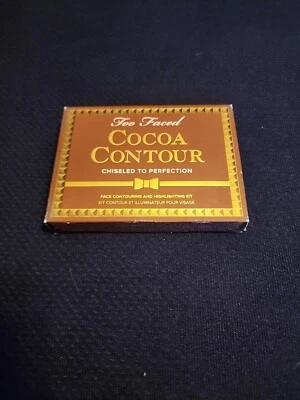 Too Faced
COCOA
CONTOUR
CHISELED TO PERFECTION
FACE CONTOURING AND HIGHLIGHTING KIT
KIT CONTOUR ET ILLUMINATEUR POUR VISAGE